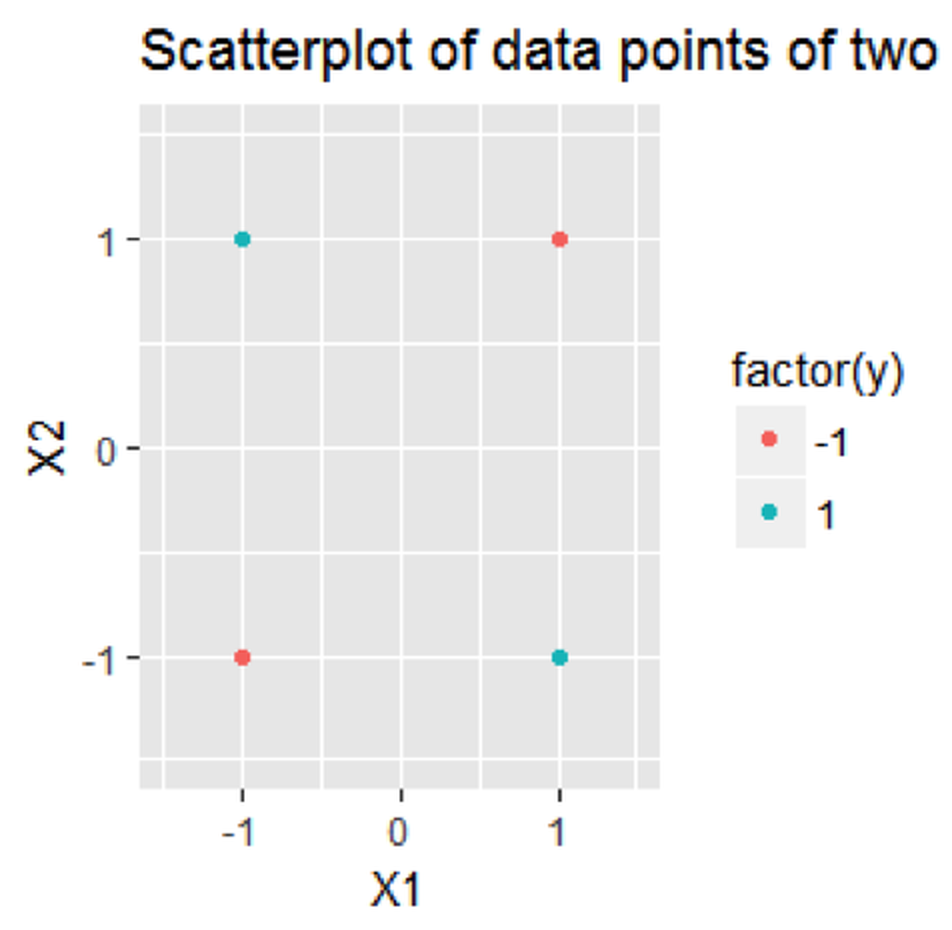 Scatterplot of data points of two
1
0
-1
X2
-1 0 1
X1
factor(y)
-1
1